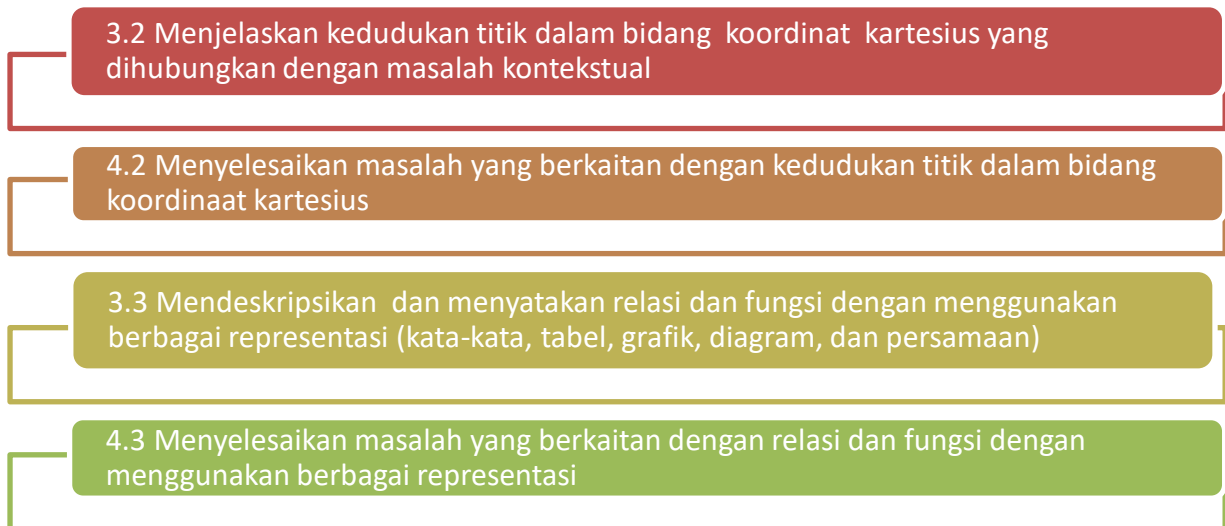 3.2 Menjelaskan kedudukan titik dalam bidang koordinat kartesius yang
dihubungkan dengan masalah kontekstual
4.2 Menyelesaikan masalah yang berkaitan dengan kedudukan titik dalam bidang
koordinaat kartesius
3.3 Mendeskripsikan dan menyatakan relasi dan fungsi dengan menggunakan
berbagai representasi (kata-kata, tabel, grafik, diagram, dan persamaan)
4.3 Menyelesaikan masalah yang berkaitan dengan relasi dan fungsi dengan
menggunakan berbagai representasi